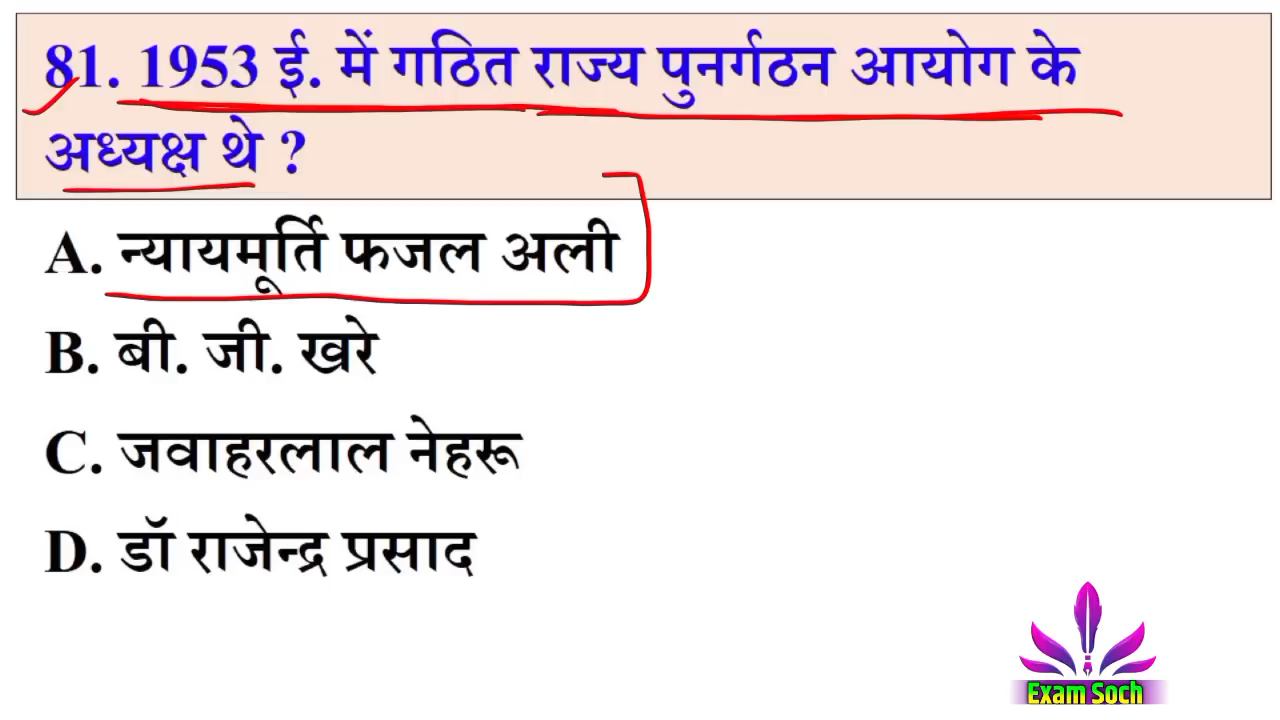 81. 1953 ई. में गठित राज्य पुनर्गठन आयोग के
अध्यक्ष थे ?
A. न्यायमूर्ति फजल अली
B. बी. जी. खरे
C. जवाहरलाल नेहरू
D. डॉ राजेन्द्र प्रसाद
Exam Soch